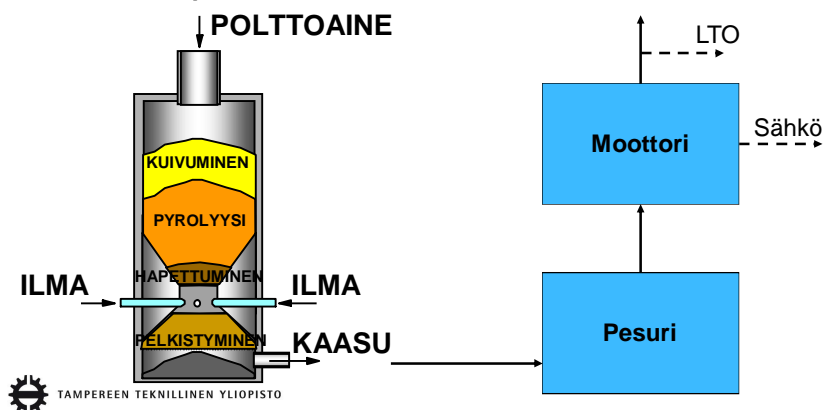 POLTTOAINE
LTO
KUIVUMINEN
Moottori
Sähkö
PYROLYYSI
HAPETTUMINEN
ILMA
ILMA
PELKISTYMINEN
KAASU
Pesuri
TAMPEREEN TEKNILLINEN YLIOPISTO